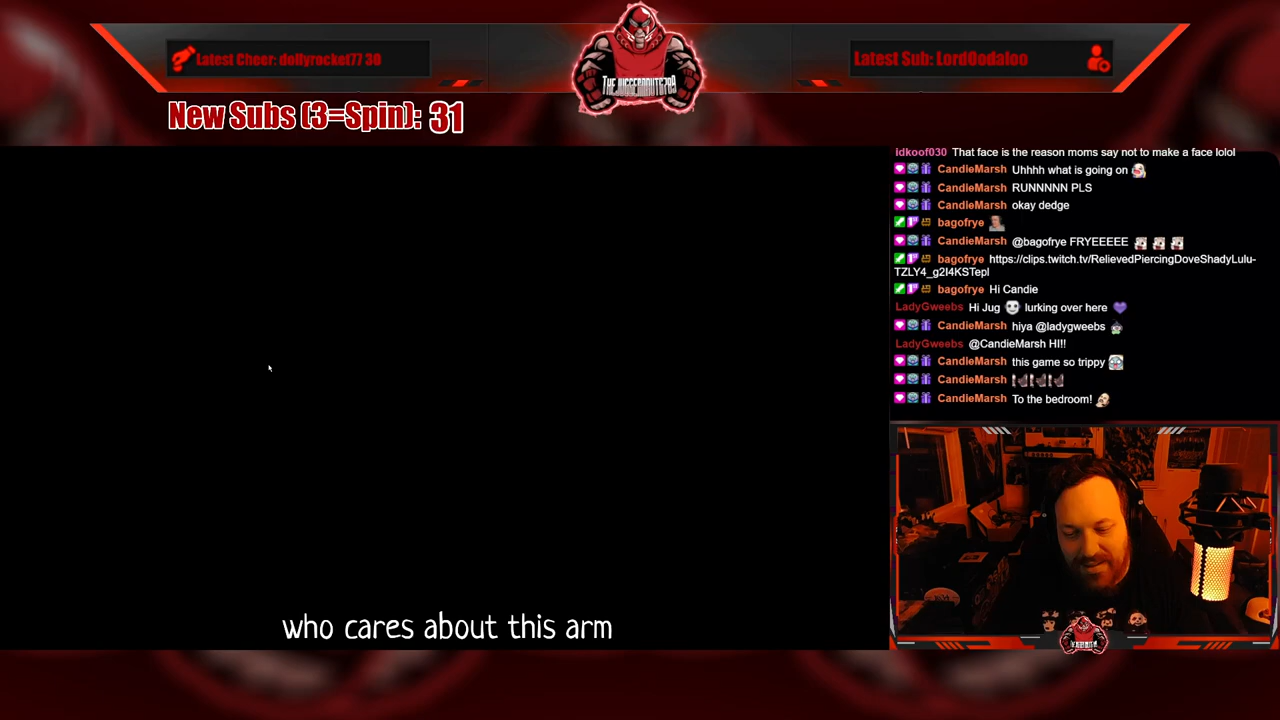 Latest Cheer: dollyrocket77 30
THEJUGGERNAUT6789
Latest Sub: LordOodaloo
New Subs (3=Spin): 31
idkoof030 That face is the reason moms say not to make a face lolol
CandieMarsh Uhhhh what is going on
CandieMarsh RUNNNNN PLS
CandieMarsh okay dedge
bagofrye
CandieMarsh @bagofrye FRYEEEEE
bagofrye https://clips.twitch.tv/RelievedPiercingDoveShadyLulu-
TZLY4_g2I4KSTepl
bagofrye Hi Candie
LadyGweebs Hi Jug lurking over here
CandieMarsh hiya @ladygweebs
LadyGweebs @CandieMarsh HI!!
CandieMarsh this game so trippy
CandieMarsh
CandieMarsh To the bedroom!
who cares about this arm